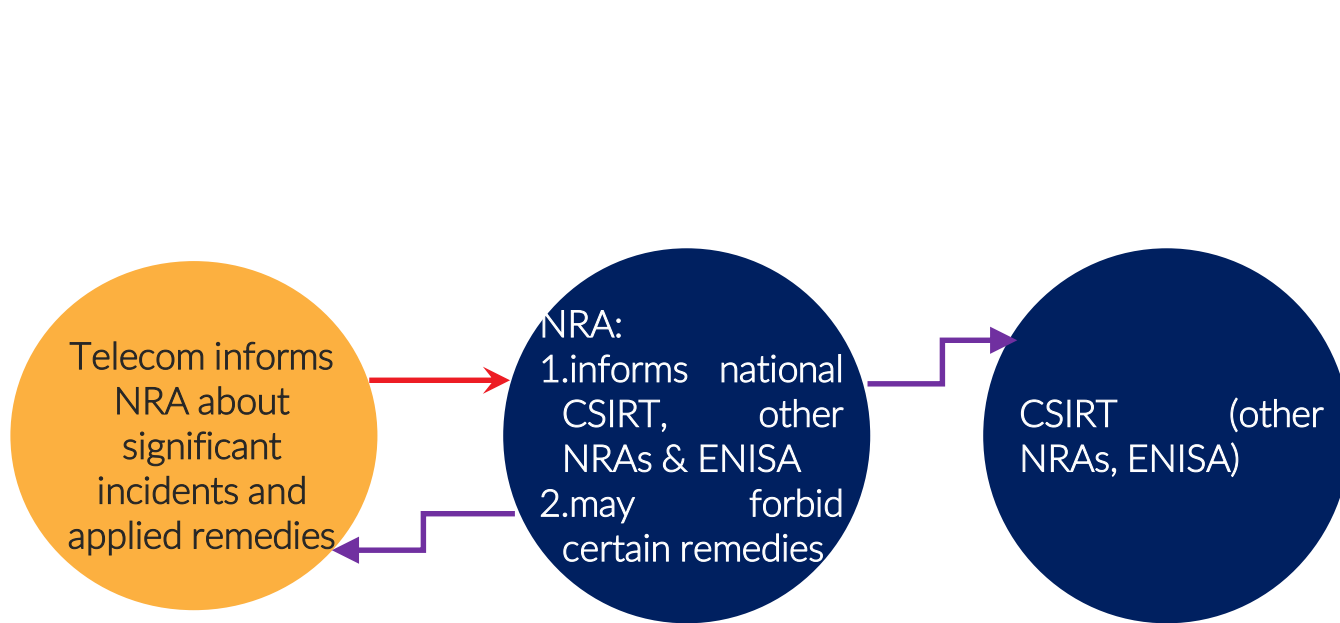 Telecom informs
NRA about
significant
incidents and
applied remedies
NRA:
1.informs national
CSIRT, other
NRAs & ENISA
2.may forbid
certain remedies
CSIRT (other
NRAs, ENISA)